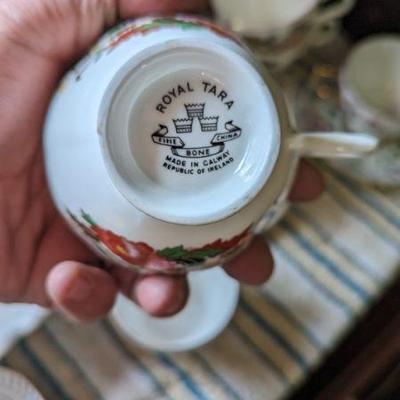 ROYAL TARA
FINE CHINA
BONE
MADE IN GALWAY
REPUBLIC OF IRELAND